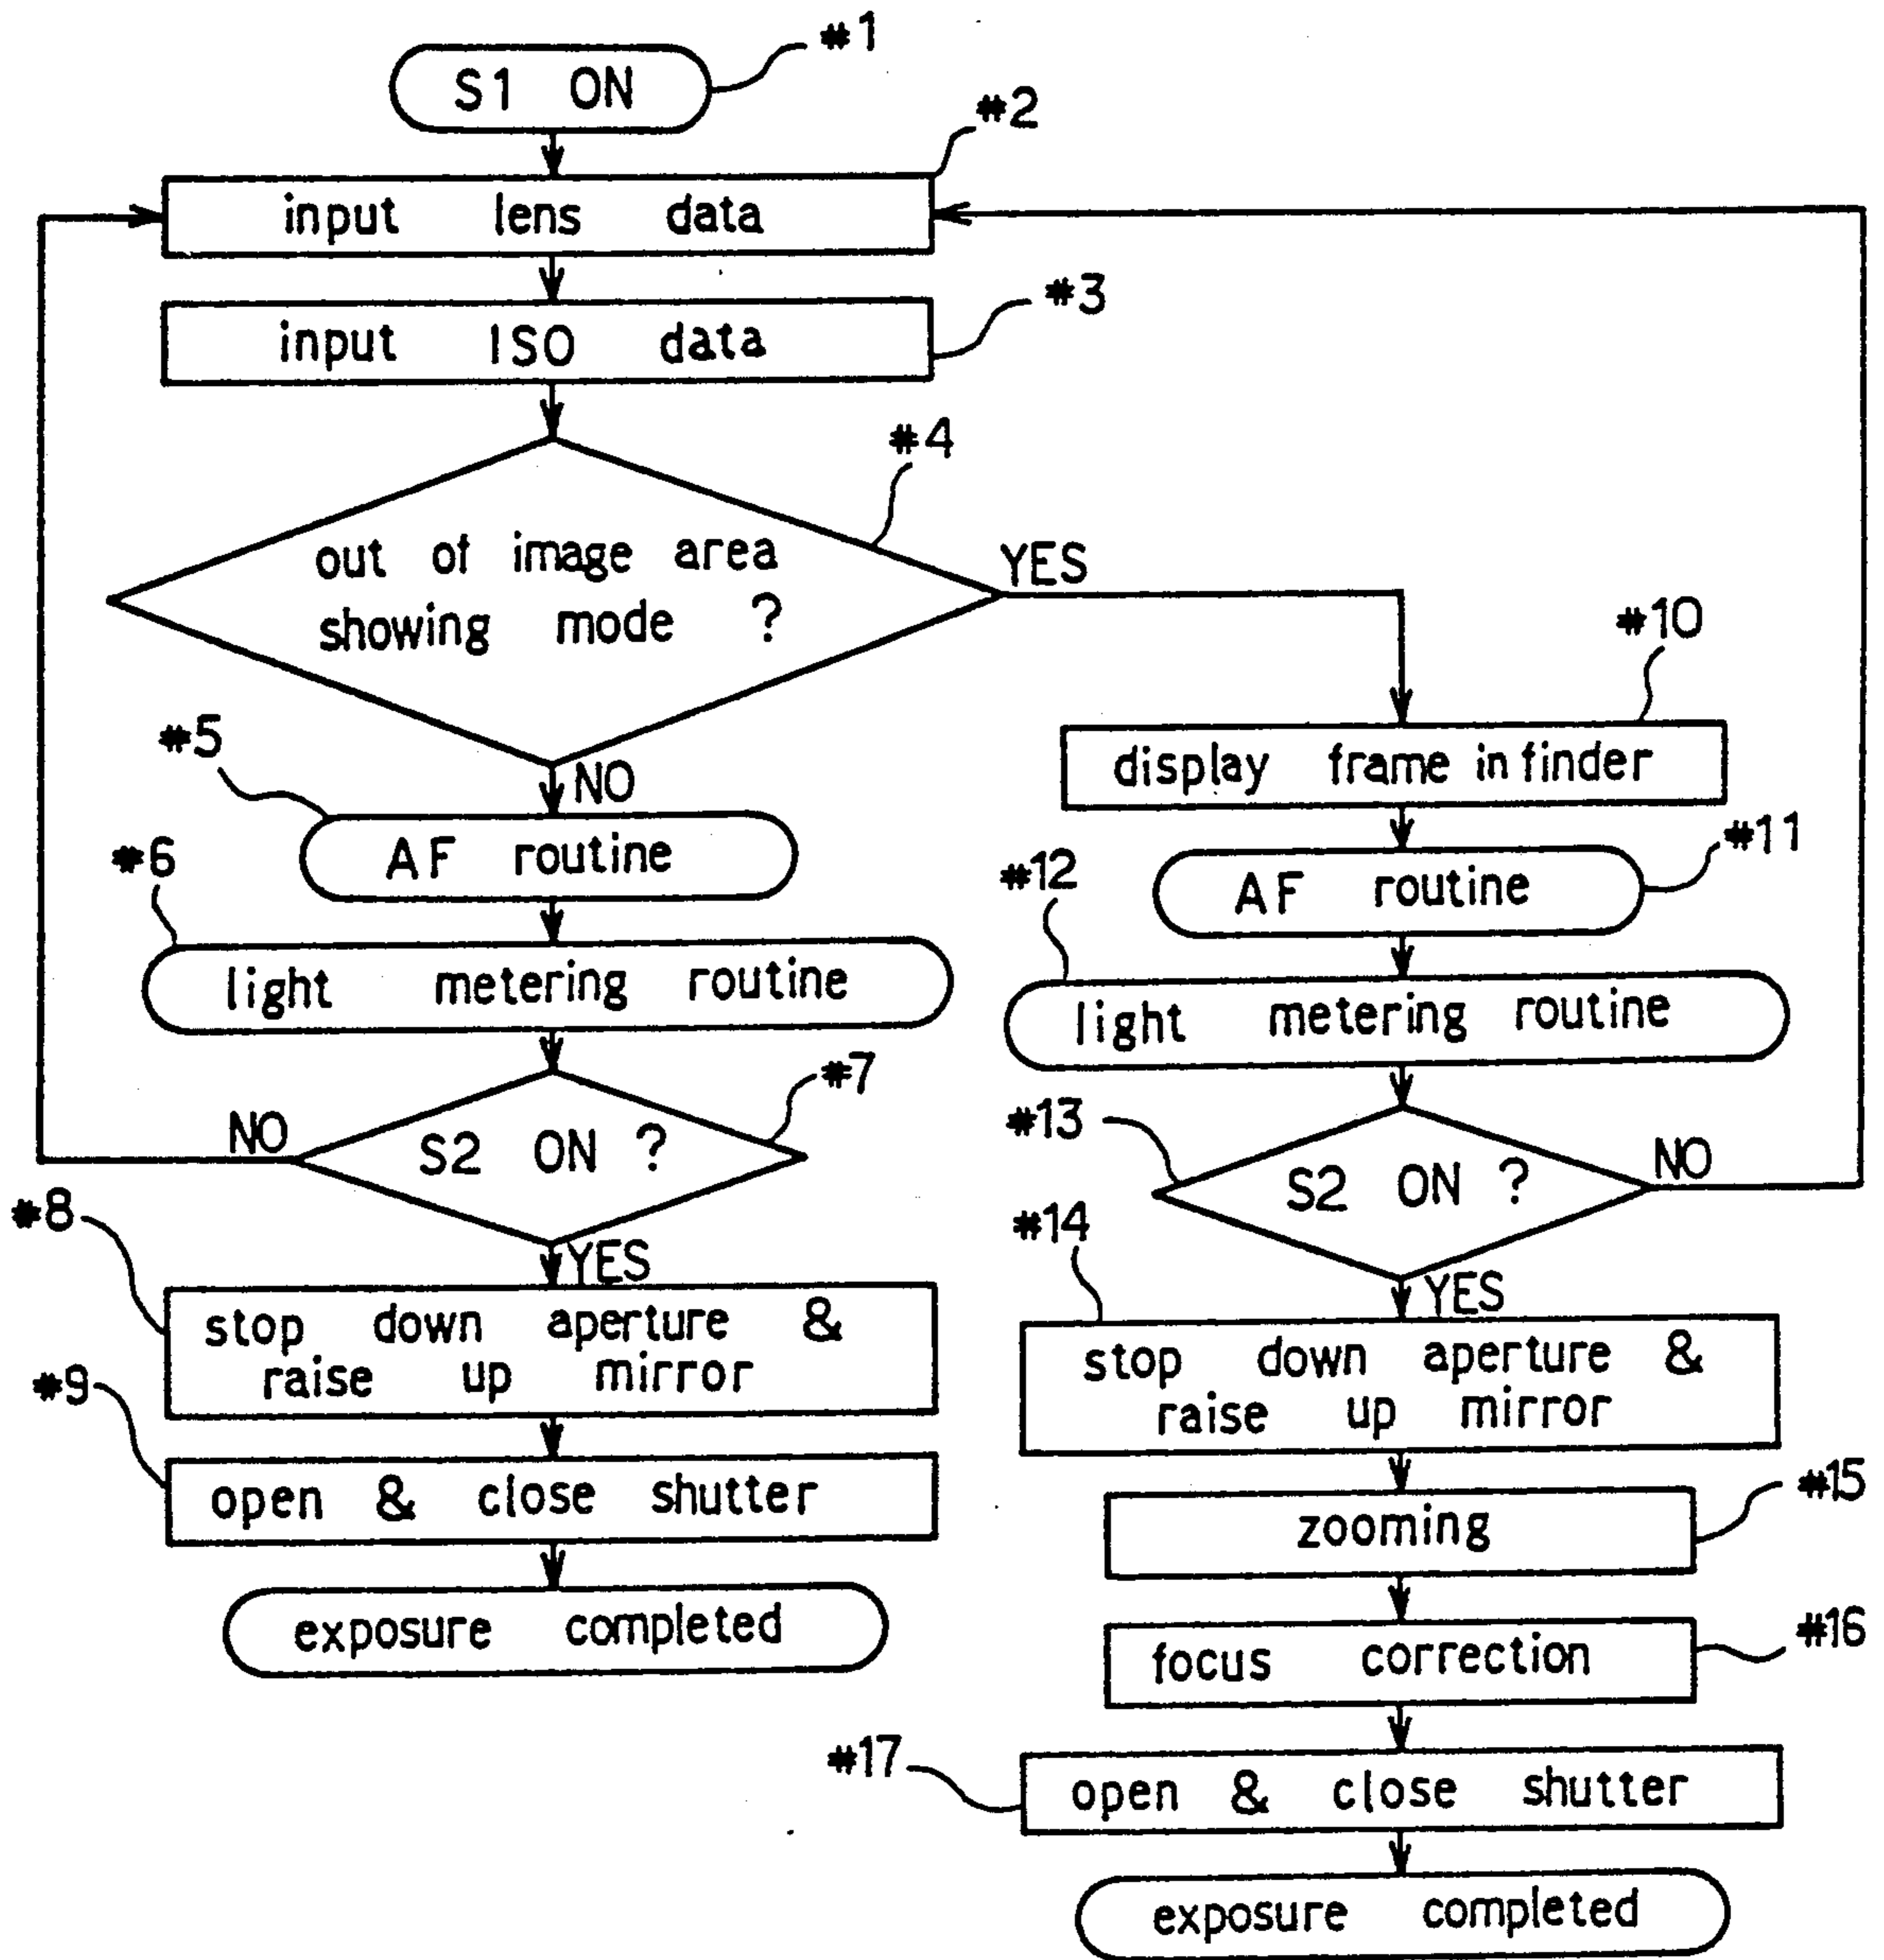 S1 ON
#1
input lens data
#2
input ISO data
#3
out of image area
showing mode ?
#4
YES
NO
#5
AF routine
#6
light metering routine
S2 ON ?
#7
NO
YES
#8
stop down aperture &
raise up mirror
#9
open & close shutter
exposure completed
#10
display frame in finder
#11
AF routine
#12
light metering routine
#13
S2 ON ?
NO
YES
#14
stop down aperture &
raise up mirror
zooming
#15
focus correction
#16
#17
open & close shutter
exposure completed